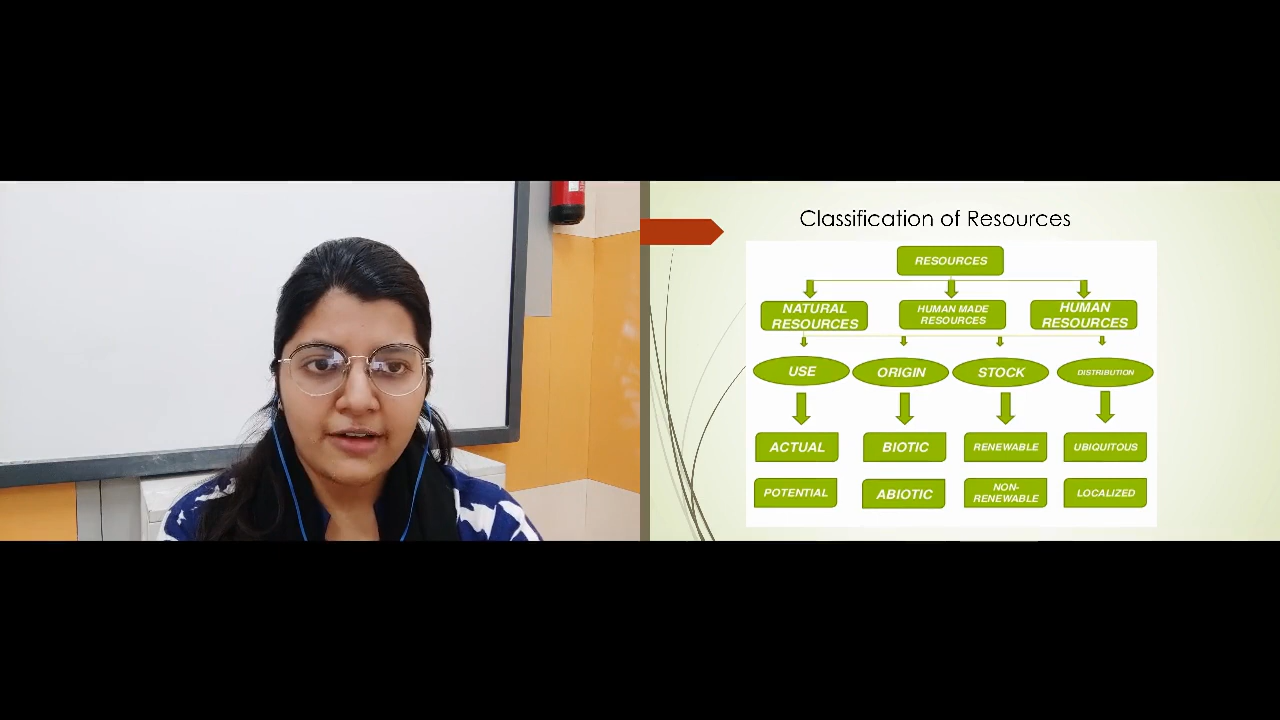 Classification of Resources
RESOURCES
NATURAL
RESOURCES
HUMAN MADE
RESOURCES
HUMAN
RESOURCES
USE
ORIGIN
STOCK
DISTRIBUTION
ACTUAL
BIOTIC
RENEWABLE
UBIQUITOUS
POTENTIAL
ABIOTIC
NON-
RENEWABLE
LOCALIZED